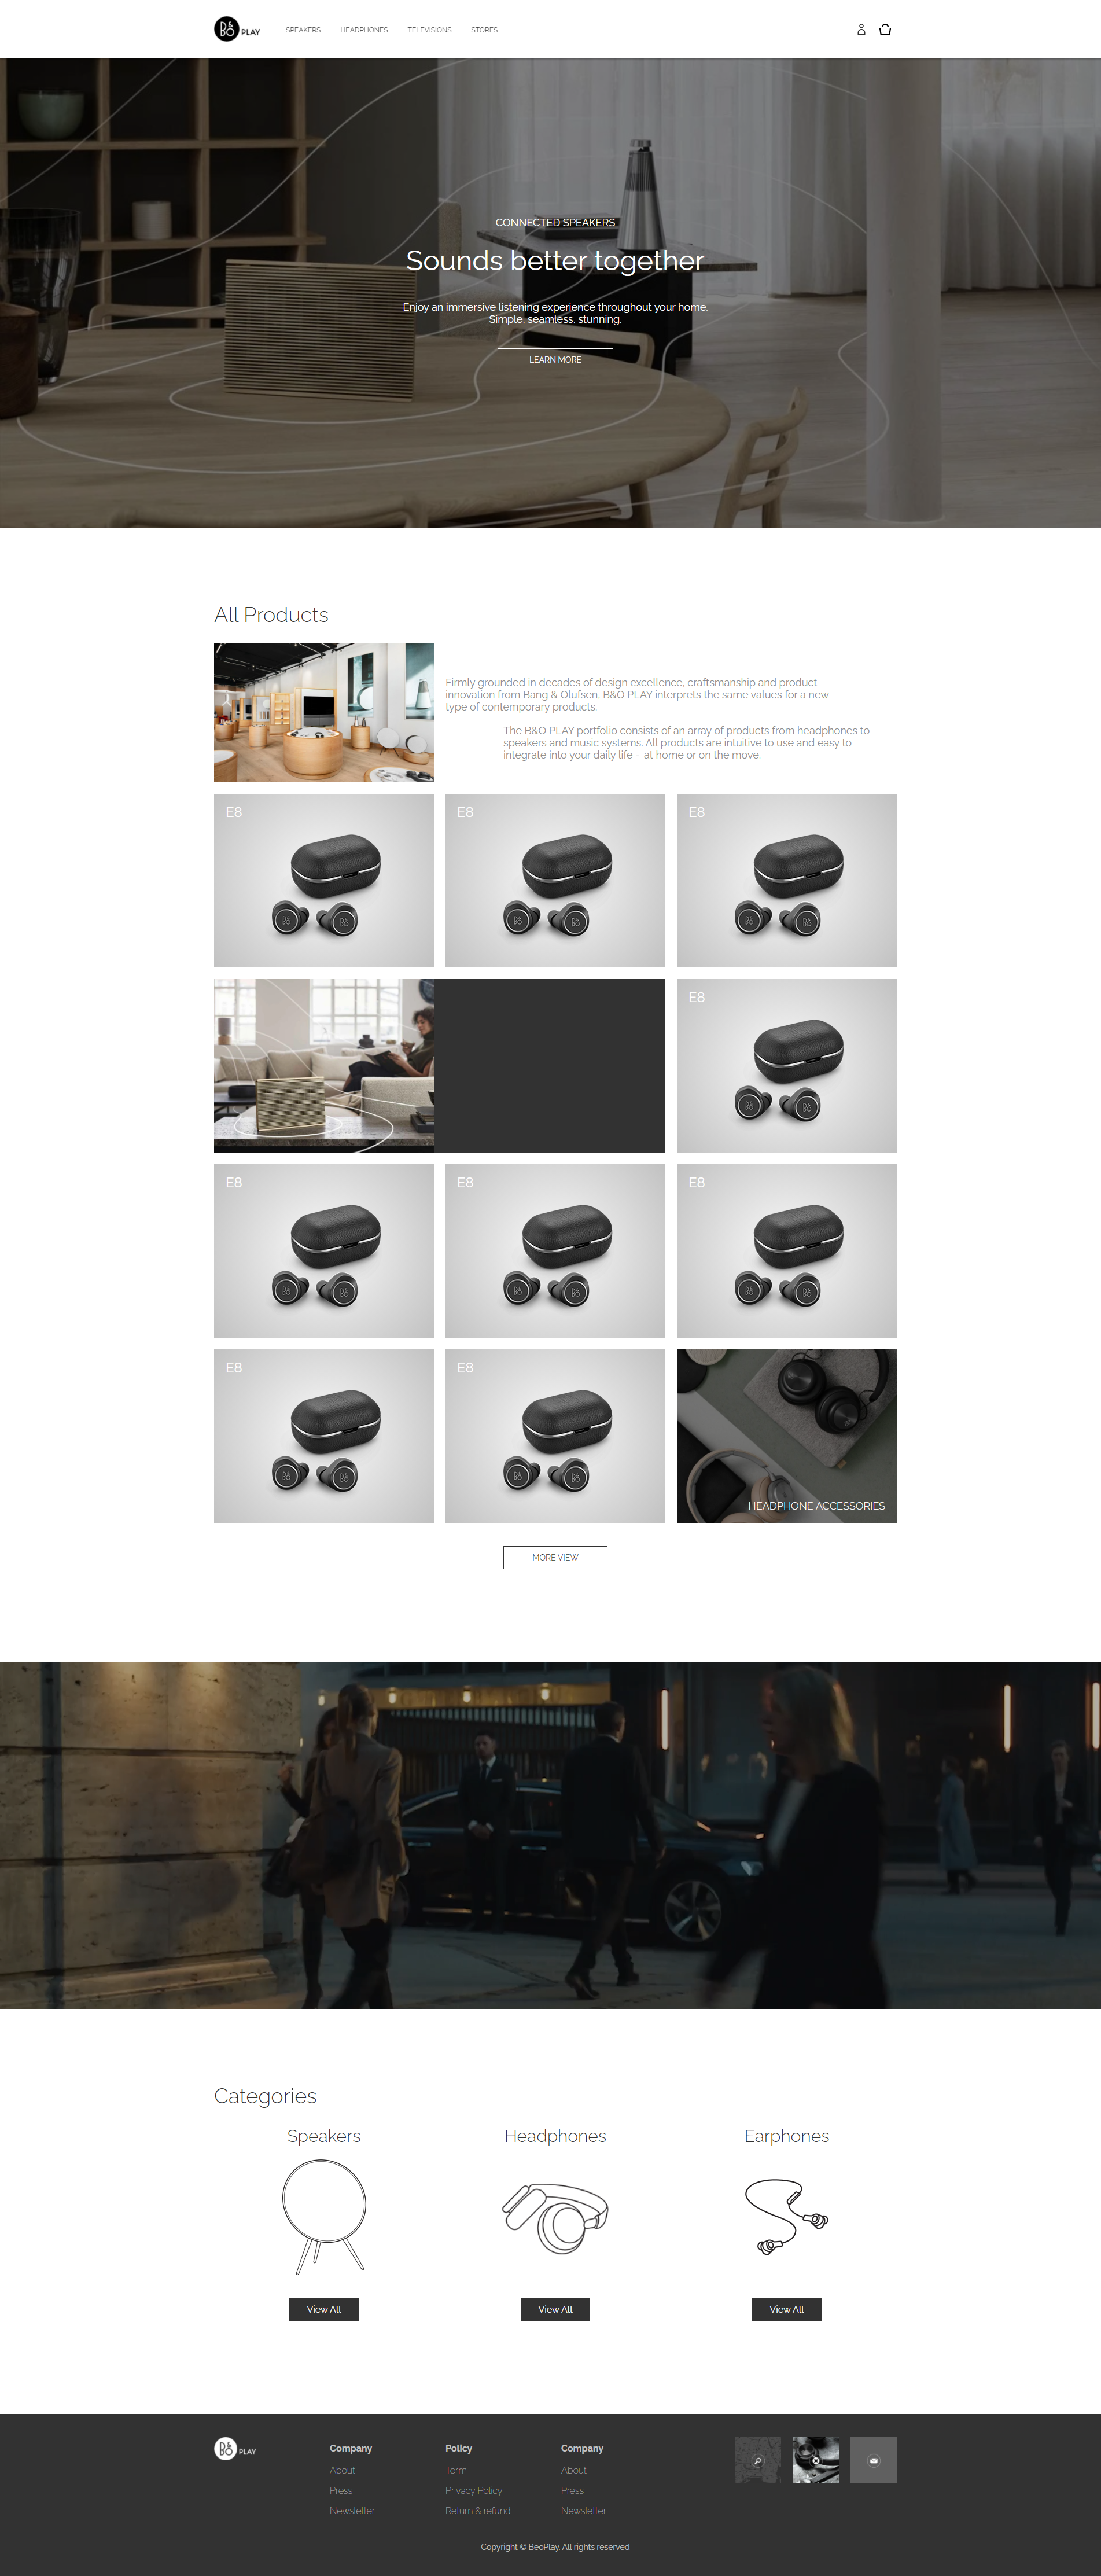 B&O PLAY
SPEAKERS HEADPHONES TELEVISIONS STORES
CONNECTED SPEAKERS
Sounds better together
Enjoy an immersive listening experience throughout your home.
Simple, seamless, stunning.
LEARN MORE
All Products
Firmly grounded in decades of design excellence, craftsmanship and product
innovation from Bang & Olufsen, B&O PLAY interprets the same values for a new
type of contemporary products.
The B&O PLAY portfolio consists of an array of products from headphones to
speakers and music systems. All products are intuitive to use and easy to
integrate into your daily life – at home or on the move.
E8
B&O B&O
E8
B&O B&O
E8
B&O B&O
E8
B&O B&O
E8
B&O B&O
E8
B&O B&O
E8
B&O B&O
E8
B&O B&O
E8
B&O B&O
HEADPHONE ACCESSORIES
MORE VIEW
Categories
Speakers
Headphones
Earphones
View All
View All
View All
B&O PLAY
Company
About
Press
Newsletter
Policy
Term
Privacy Policy
Return & refund
Company
About
Press
Newsletter
Copyright © BeoPlay. All rights reserved